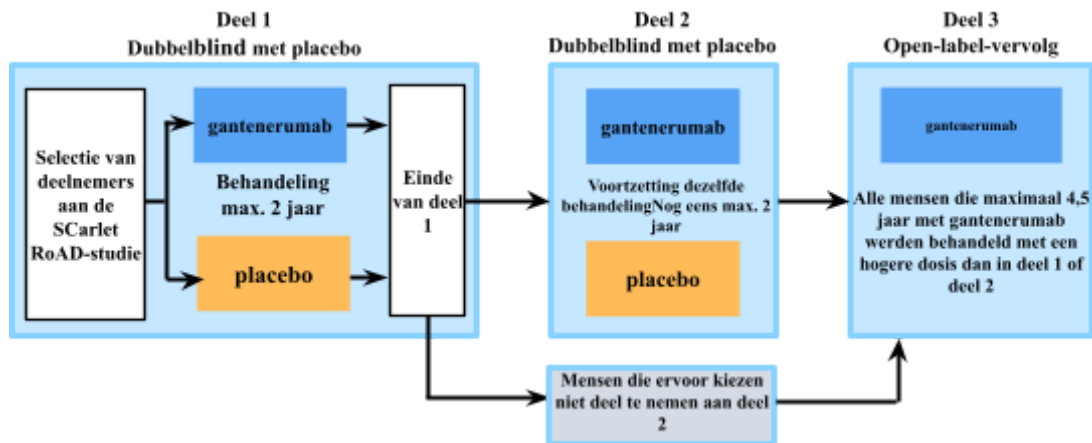 Deel 1
Dubbelblind met placebo
Selectie van
deelnemers
aan de
SCarlet
RoAD-studie
gantenerumab
Behandeling
max. 2 jaar
placebo
Einde
van deel
1
Deel 2
Dubbelblind met placebo
gantenerumab
Voortzetting dezelfde
behandelingNog eens max. 2
jaar
placebo
Mensen die ervoor kiezen
niet deel te nemen aan deel
2
Deel 3
Open-label-vervolg
gantenerumab
Alle mensen die maximaal 4,5
jaar met gantenerumab
werden behandeld met een
hogere dosis dan in deel 1 of
deel 2